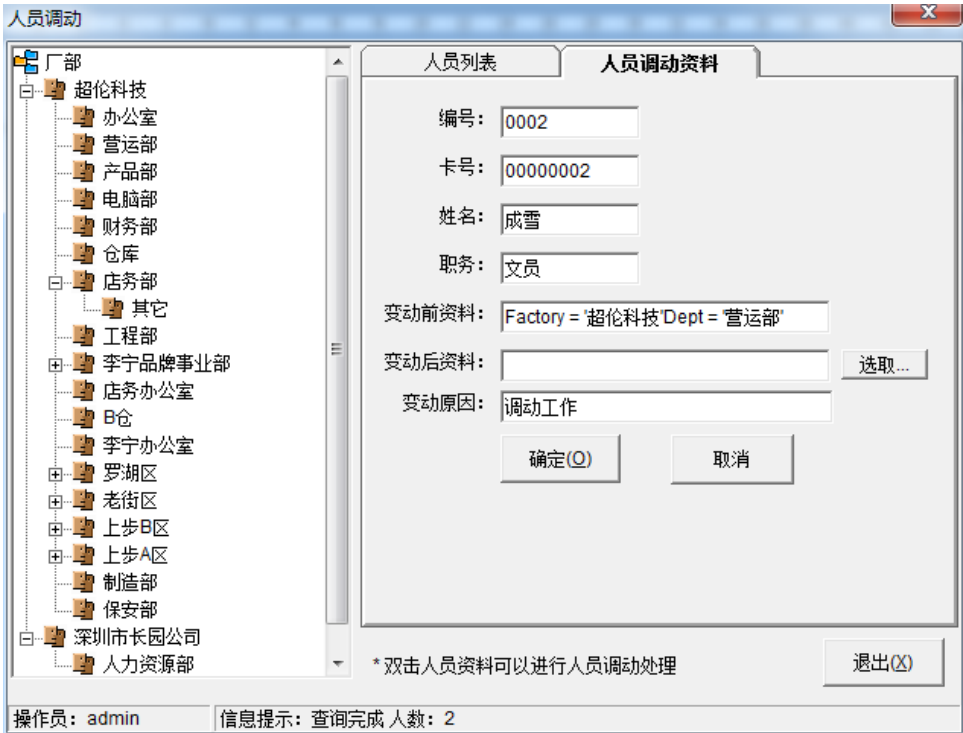 人员调动
厂部
超伦科技
办公室
营运部
产品部
电脑部
财务部
仓库
店务部
其它
工程部
李宁品牌事业部
店务办公室
B仓
李宁办公室
罗湖区
老街区
上步B区
上步A区
制造部
保安部
深圳市长园公司
人力资源部
人员列表
人员调动资料
编号: 0002
卡号: 00000002
姓名: 成雪
职务: 文员
变动前资料: Factory = '超伦科技'Dept = '营运部'
变动后资料: 选取...
变动原因: 调动工作
确定(O) 取消
*双击人员资料可以进行人员调动处理
退出(X)
操作员: admin 信息提示: 查询完成 人数: 2